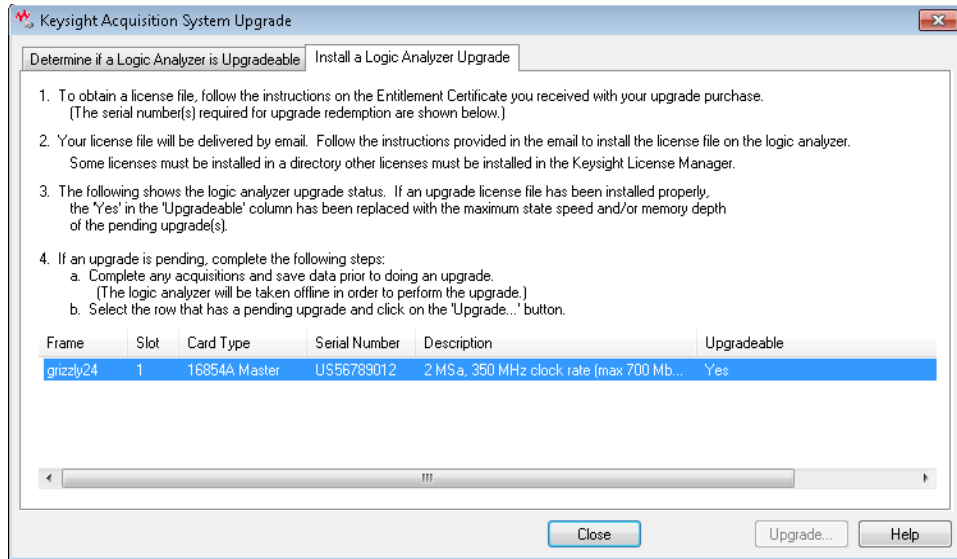 Keysight Acquisition System Upgrade
Determine if a Logic Analyzer is Upgradeable Install a Logic Analyzer Upgrade
1. To obtain a license file, follow the instructions on the Entitlement Certificate you received with your upgrade purchase.
(The serial number(s) required for upgrade redemption are shown below.)
2. Your license file will be delivered by email. Follow the instructions provided in the email to install the license file on the logic analyzer.
Some licenses must be installed in a directory other licenses must be installed in the Keysight License Manager.
3. The following shows the logic analyzer upgrade status. If an upgrade license file has been installed properly,
the 'Yes' in the 'Upgradeable' column has been replaced with the maximum state speed and/or memory depth
of the pending upgrade(s).
4. If an upgrade is pending, complete the following steps:
a. Complete any acquisitions and save data prior to doing an upgrade.
(The logic analyzer will be taken offline in order to perform the upgrade.)
b. Select the row that has a pending upgrade and click on the 'Upgrade...' button.
Frame Slot Card Type Serial Number Description Upgradeable
grizzly24 1 16854A Master US56789012 2 MSa, 350 MHz clock rate (max 700 Mb... Yes
Close Upgrade... Help